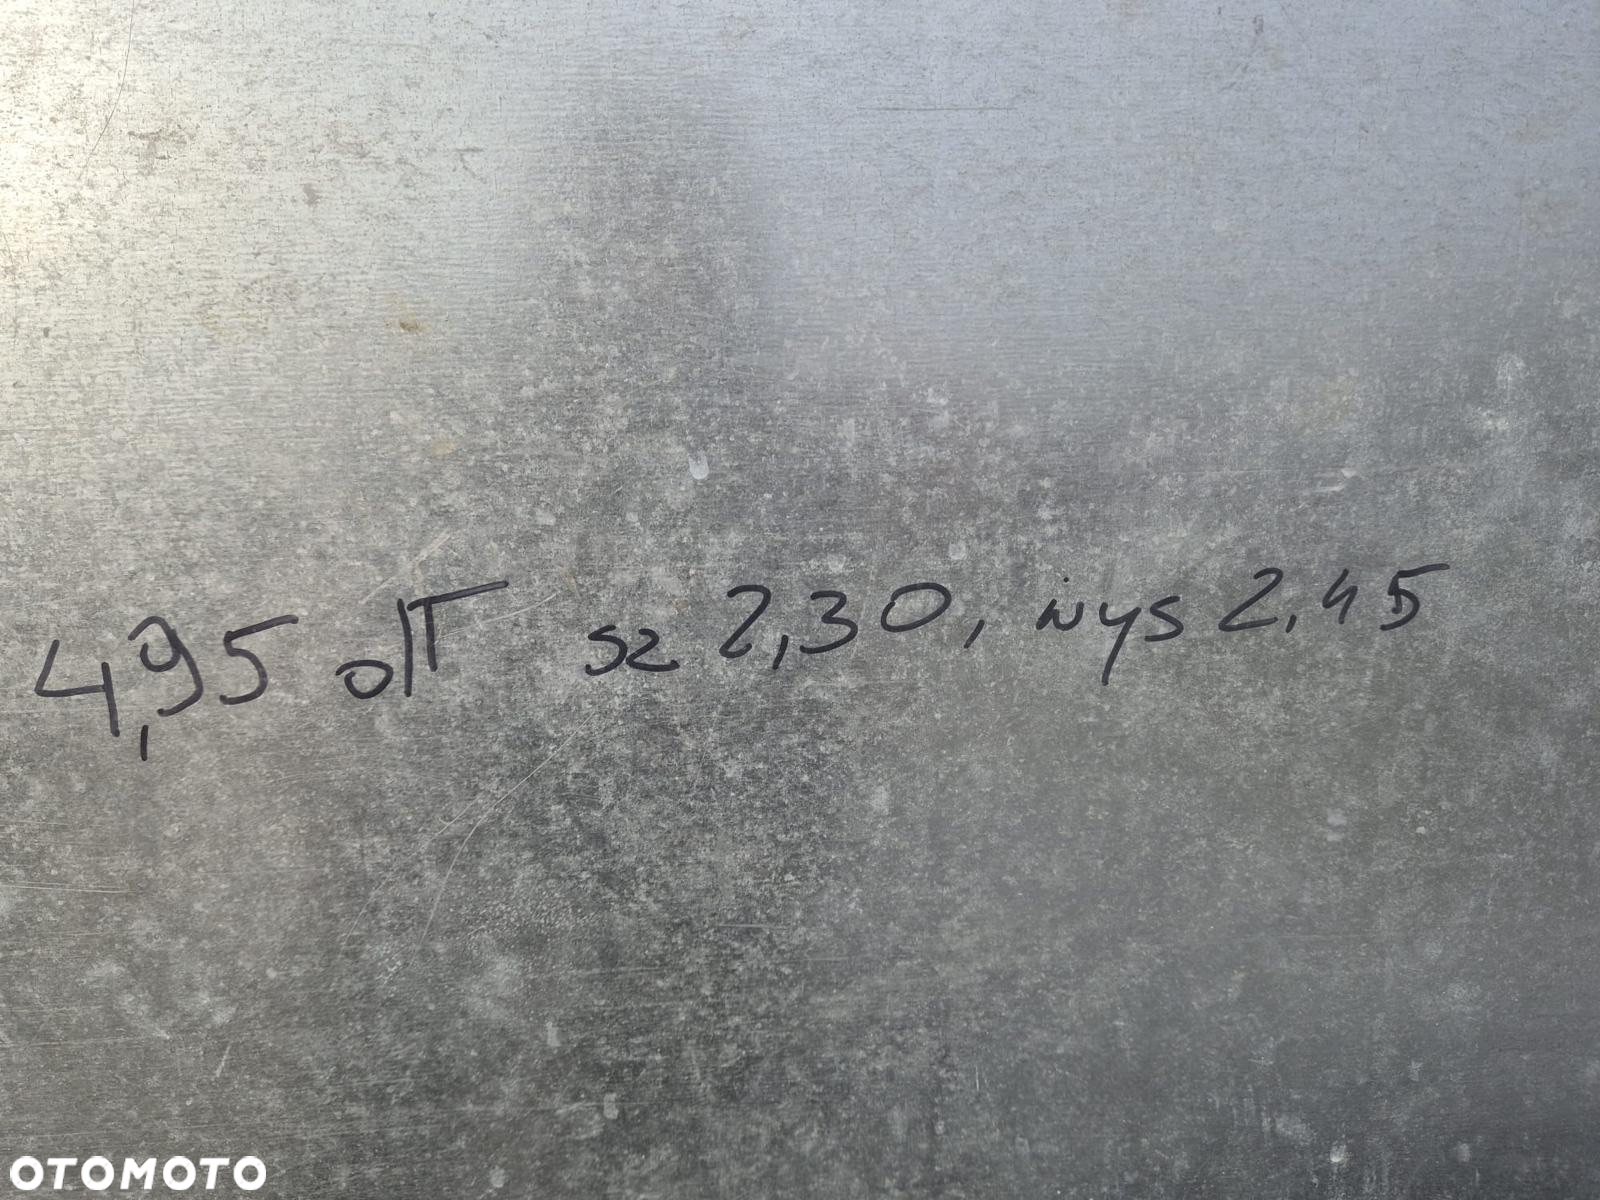 4,95 dł sz 2,30, wys 2,45
OTOMOTO